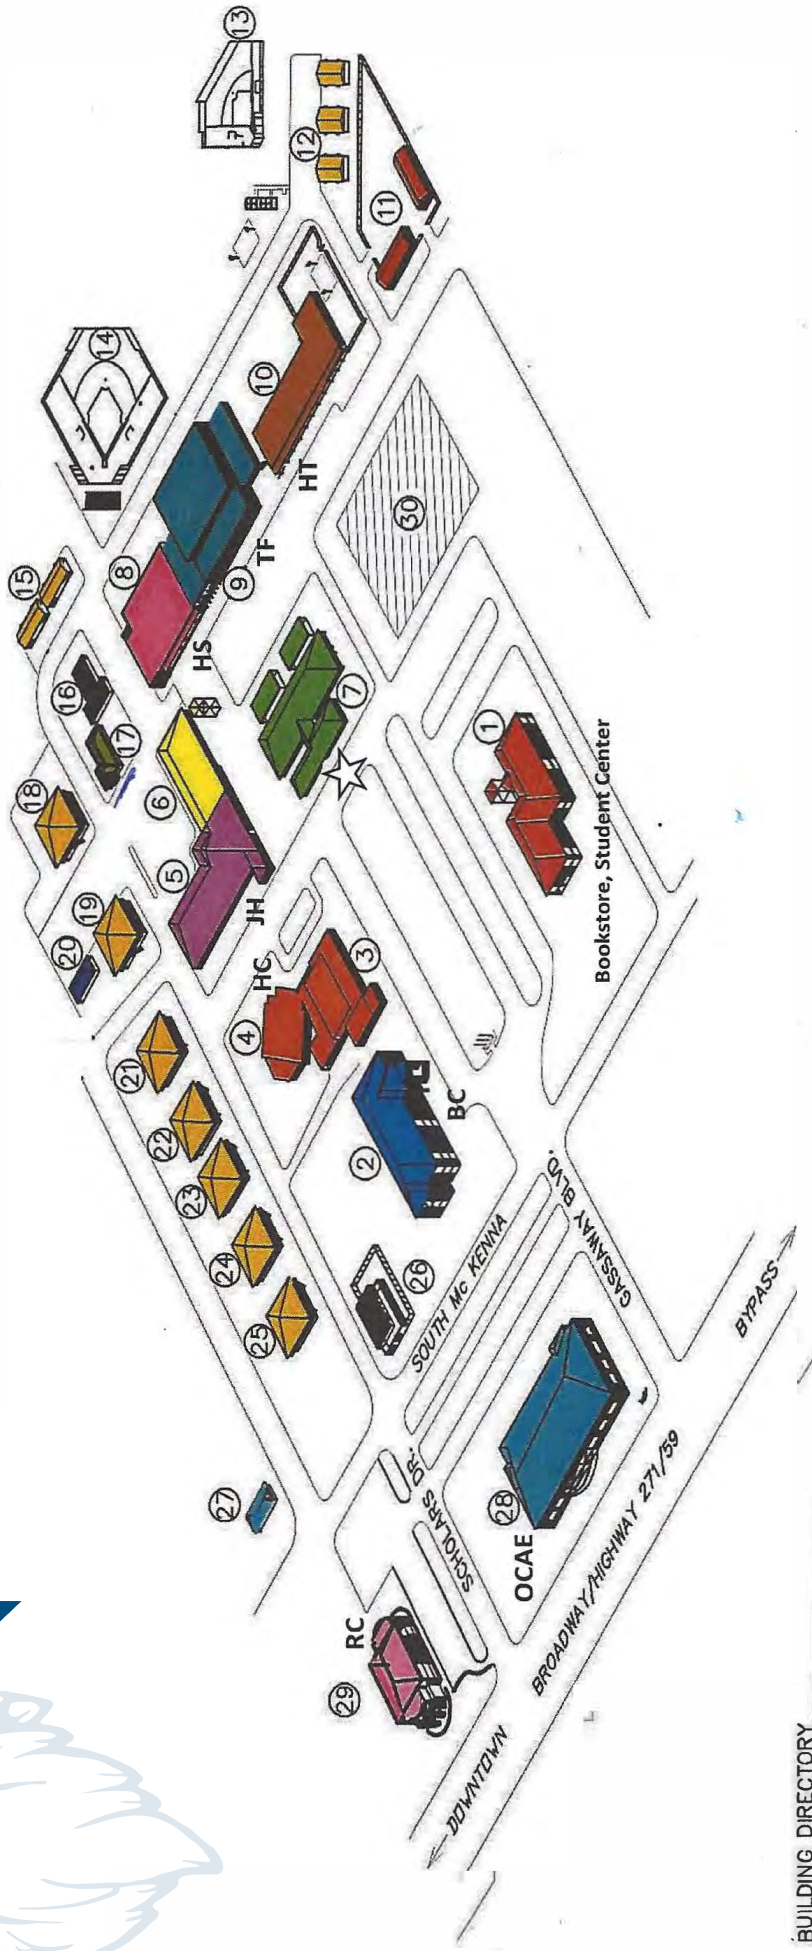 13
12
11
14
10
HT
30
15
8
9
TF
HS
16
17
7
18
6
1
Bookstore, Student Center
5
JH
19
20
HC
3
4
21
BC
2
22
23
24
25
26
SOUTH MC KENNA
GASSAWAY BLVD.
BYPASS
27
SCHOLARS DR.
28
OCAE
BROADWAY/HIGHWAY 271/59
RC
29
DOWNTOWN
BUILDING DIRECTORY